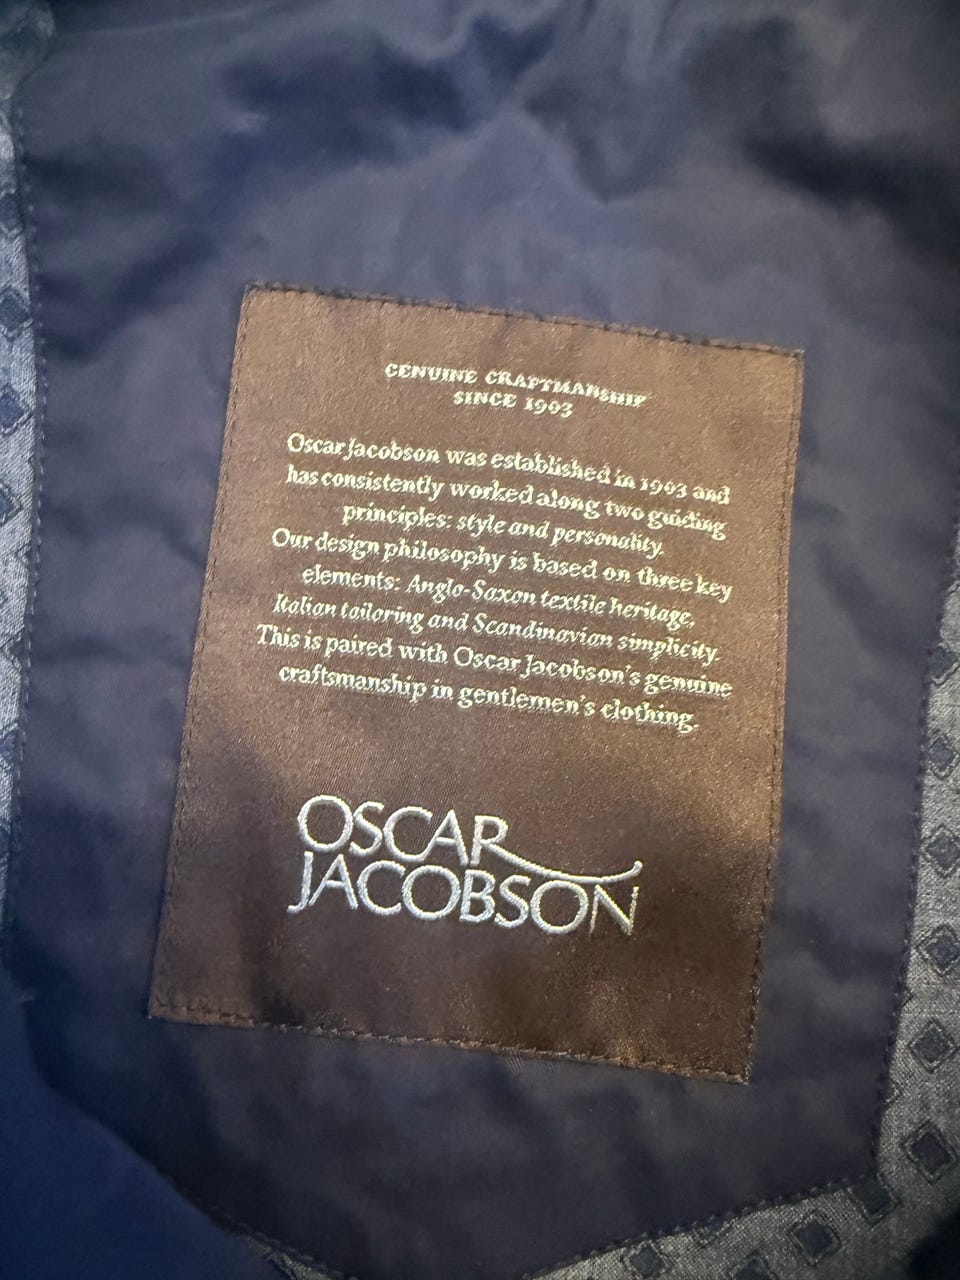 GENUINE CRAFTMANSHIP
SINCE 1903
Oscar Jacobson was established in 1903 and
has consistently worked along two guiding
principles: style and personality.
Our design philosophy is based on three key
elements: Anglo-Saxon textile heritage,
Italian tailoring and Scandinavian simplicity.
This is paired with Oscar Jacobson's genuine
craftsmanship in gentlemen's clothing.
OSCAR
JACOBSON